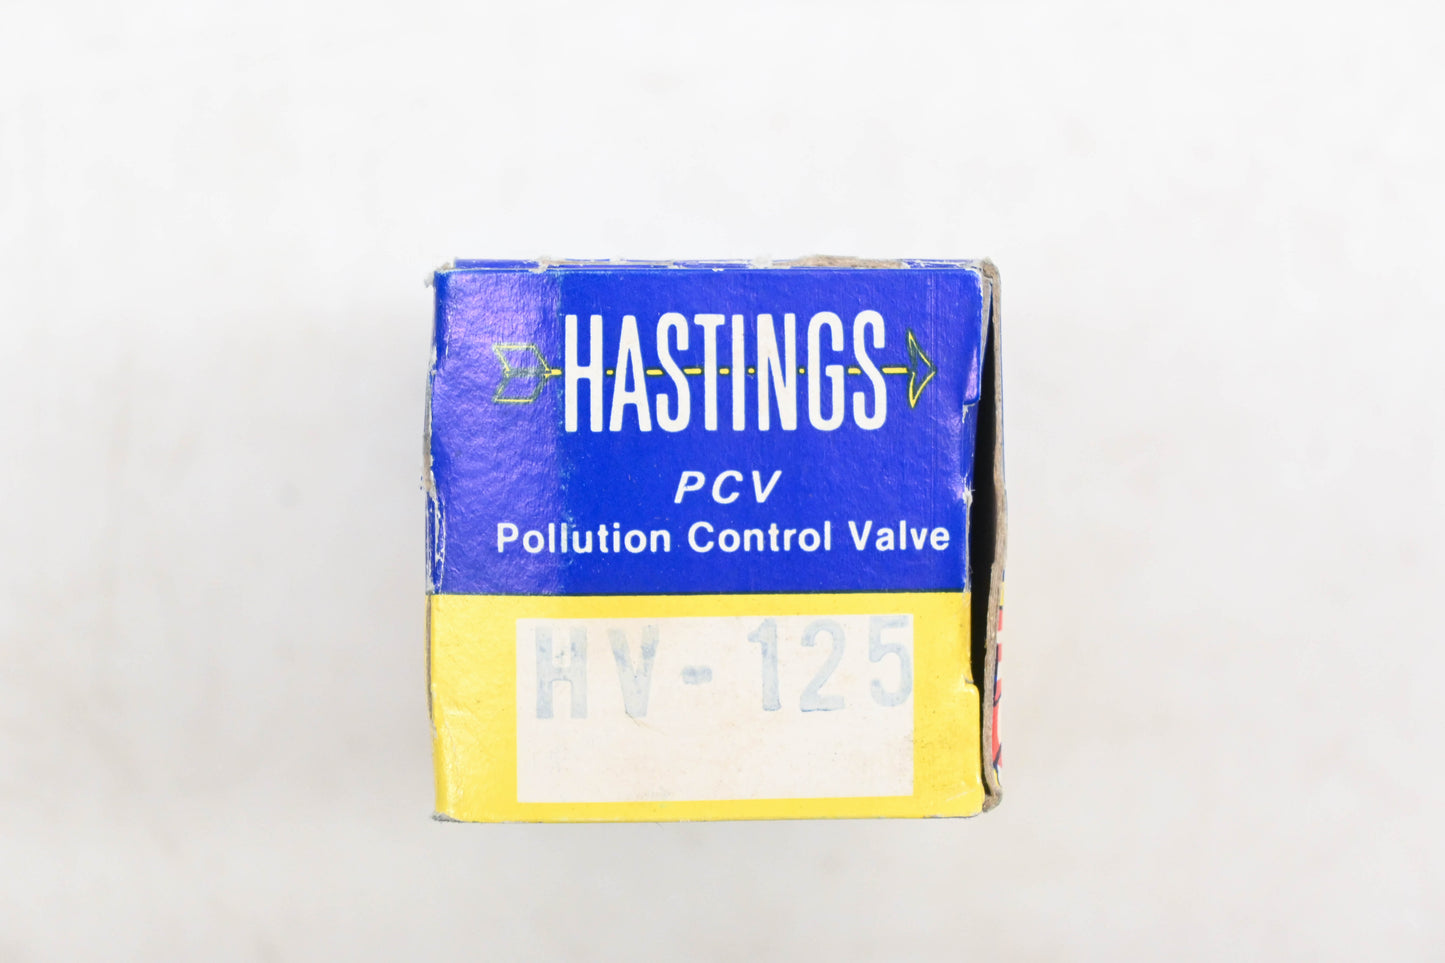 HASTINGS
PCV
Pollution Control Valve
HV-125